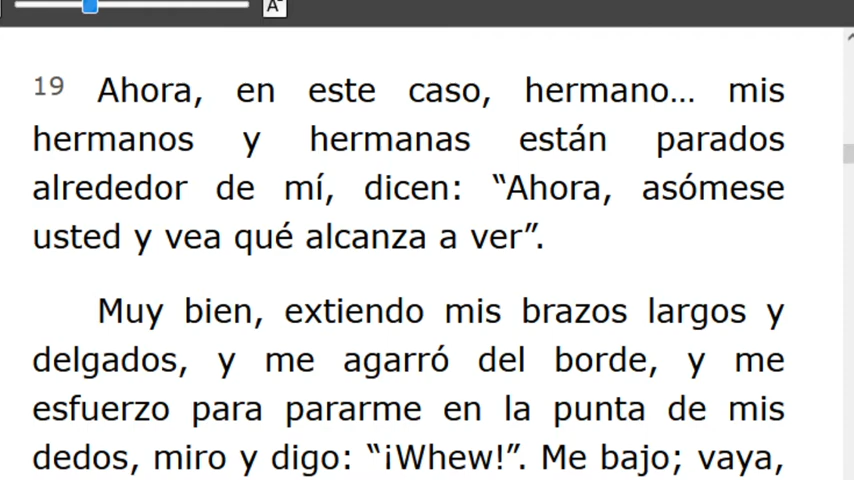 A
19 Ahora, en este caso, hermano... mis
hermanos y hermanas están parados
alrededor de mí, dicen: “Ahora, asómese
usted y vea qué alcanza a ver”.
Muy bien, extiendo mis brazos largos y
delgados, y me agarró del borde, y me
esfuerzo para pararme en la punta de mis
dedos, miro y digo: “¡Whew!”. Me bajo; vaya,